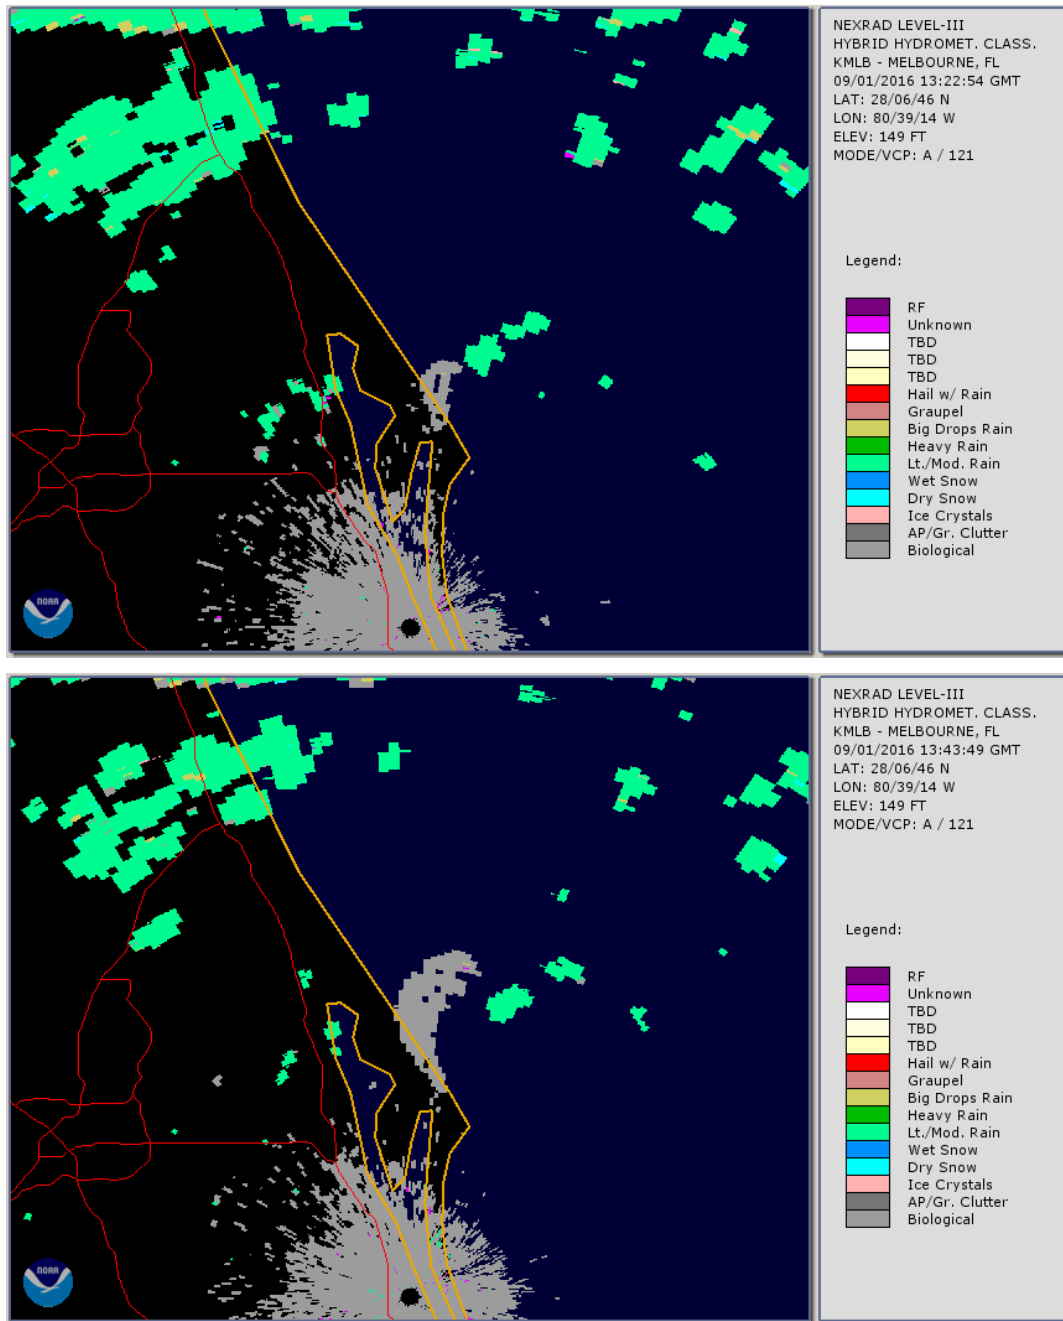 NEXRAD LEVEL-III
HYBRID HYDROMET. CLASS.
KMLB - MELBOURNE, FL
09/01/2016 13:22:54 GMT
LAT: 28/06/46 N
LON: 80/39/14 W
ELEV: 149 FT
MODE/VCP: A / 121
Legend:
RF
Unknown
TBD
TBD
TBD
Hail w/ Rain
Graupel
Big Drops Rain
Heavy Rain
Lt./Mod. Rain
Wet Snow
Dry Snow
Ice Crystals
AP/Gr. Clutter
Biological
NOAA
NEXRAD LEVEL-III
HYBRID HYDROMET. CLASS.
KMLB - MELBOURNE, FL
09/01/2016 13:43:49 GMT
LAT: 28/06/46 N
LON: 80/39/14 W
ELEV: 149 FT
MODE/VCP: A / 121
Legend:
RF
Unknown
TBD
TBD
TBD
Hail w/ Rain
Graupel
Big Drops Rain
Heavy Rain
Lt./Mod. Rain
Wet Snow
Dry Snow
Ice Crystals
AP/Gr. Clutter
Biological
NOAA